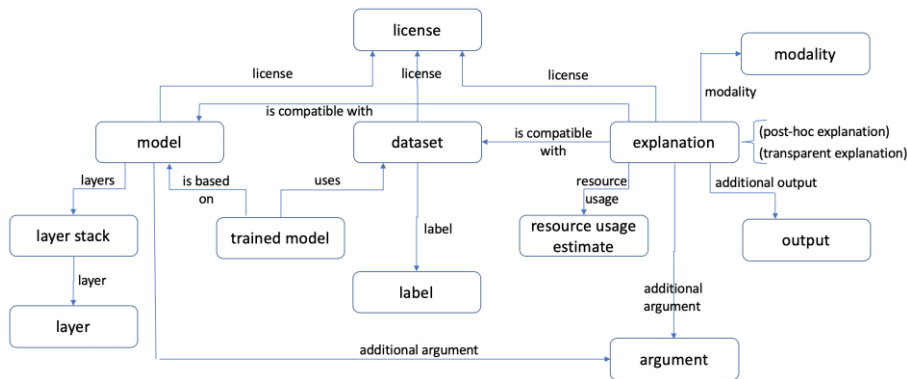 license
modality
license
license
license
modality
is compatible with
model
dataset
is compatible
with
explanation
(post-hoc explanation)
(transparent explanation)
layers
is based
on
uses
resource
usage
additional output
layer stack
trained model
label
resource usage
estimate
output
layer
label
additional
argument
layer
additional argument
argument